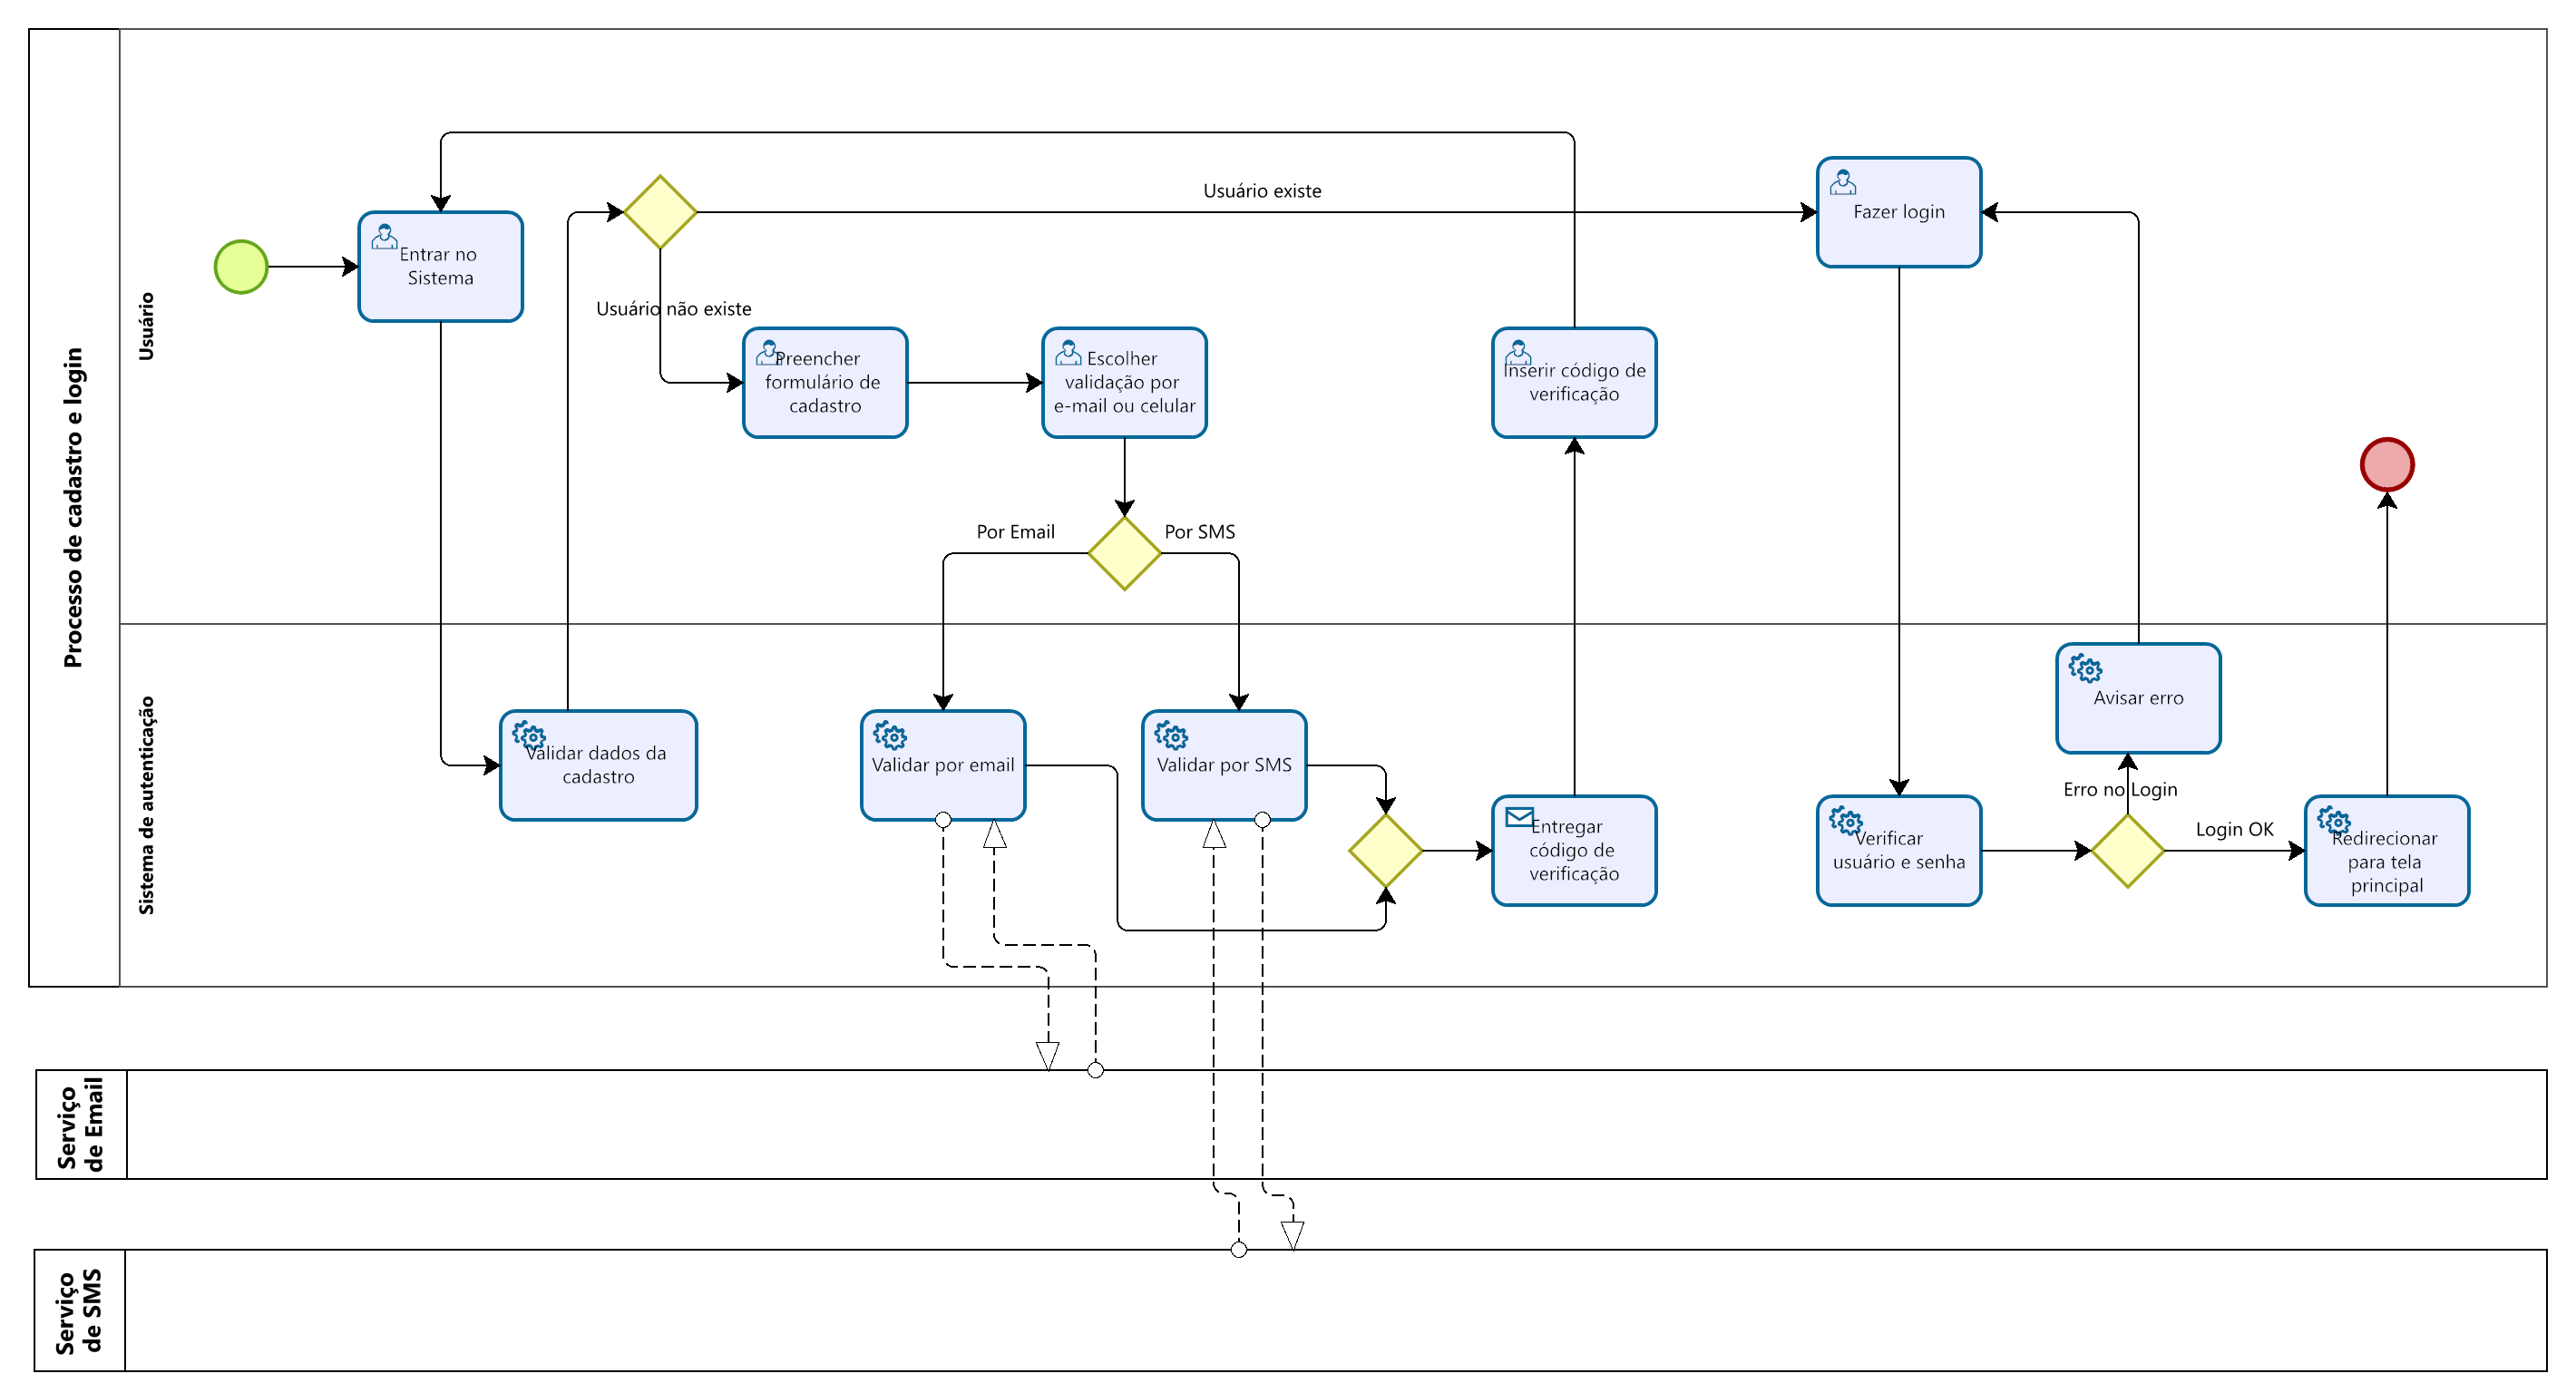 Processo de cadastro e login
Usuário
Entrar no
Sistema
Usuário existe
Usuário não existe
Preencher
formulário de
cadastro
Escolher
validação por
e-mail ou celular
Por Email
Por SMS
Inserir código de
verificação
Fazer login
Sistema de autenticação
Validar dados da
cadastro
Validar por email
Validar por SMS
Entregar
código de
verificação
Verificar
usuário e senha
Avisar erro
Erro no Login
Login OK
Redirecionar
para tela
principal
Serviço
de Email
Serviço
de SMS